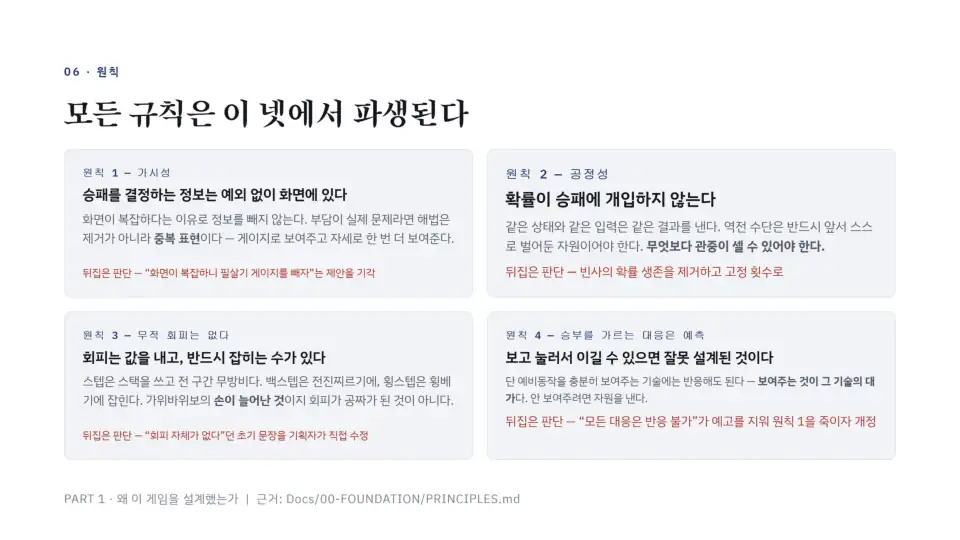 06 · 원칙
모든 규칙은 이 넷에서 파생된다
원칙 1 — 가시성
승패를 결정하는 정보는 예외 없이 화면에 있다
화면이 복잡하다는 이유로 정보를 빼지 않는다. 부담이 실제 문제라면 해법은
제거가 아니라 중복 표현이다 — 게이지로 보여주고 자세로 한 번 더 보여준다.
뒤집은 판단 — “화면이 복잡하니 필살기 게이지를 빼자”는 제안을 기각
원칙 2 — 공정성
확률이 승패에 개입하지 않는다
같은 상태와 같은 입력은 같은 결과를 낸다. 역전 수단은 반드시 앞서 스스
로 벌어둔 자원이어야 한다. 무엇보다 관중이 셀 수 있어야 한다.
뒤집은 판단 — 빈사의 확률 생존을 제거하고 고정 횟수로
원칙 3 — 무적 회피는 없다
회피는 값을 내고, 반드시 잡히는 수가 있다
스텝은 스택을 쓰고 전 구간 무방비다. 백스텝은 전진찌르기에, 횡스텝은 횡베
기에 잡힌다. 가위바위보의 손이 늘어난 것이지 회피가 공짜가 된 것이 아니다.
뒤집은 판단 — “회피 자체가 없다”던 초기 문장을 기획자가 직접 수정
원칙 4 — 승부를 가르는 대응은 예측
보고 눌러서 이길 수 있으면 잘못 설계된 것이다
단 예비동작을 충분히 보여주는 기술에는 반응해도 된다 — 보여주는 것이 그 기술의 대
가다. 안 보여주려면 자원을 낸다.
뒤집은 판단 — “모든 대응은 반응 불가”가 예고를 지워 원칙 1을 죽이자 개정
PART 1 · 왜 이 게임을 설계했는가 | 근거: Docs/00-FOUNDATION/PRINCIPLES.md